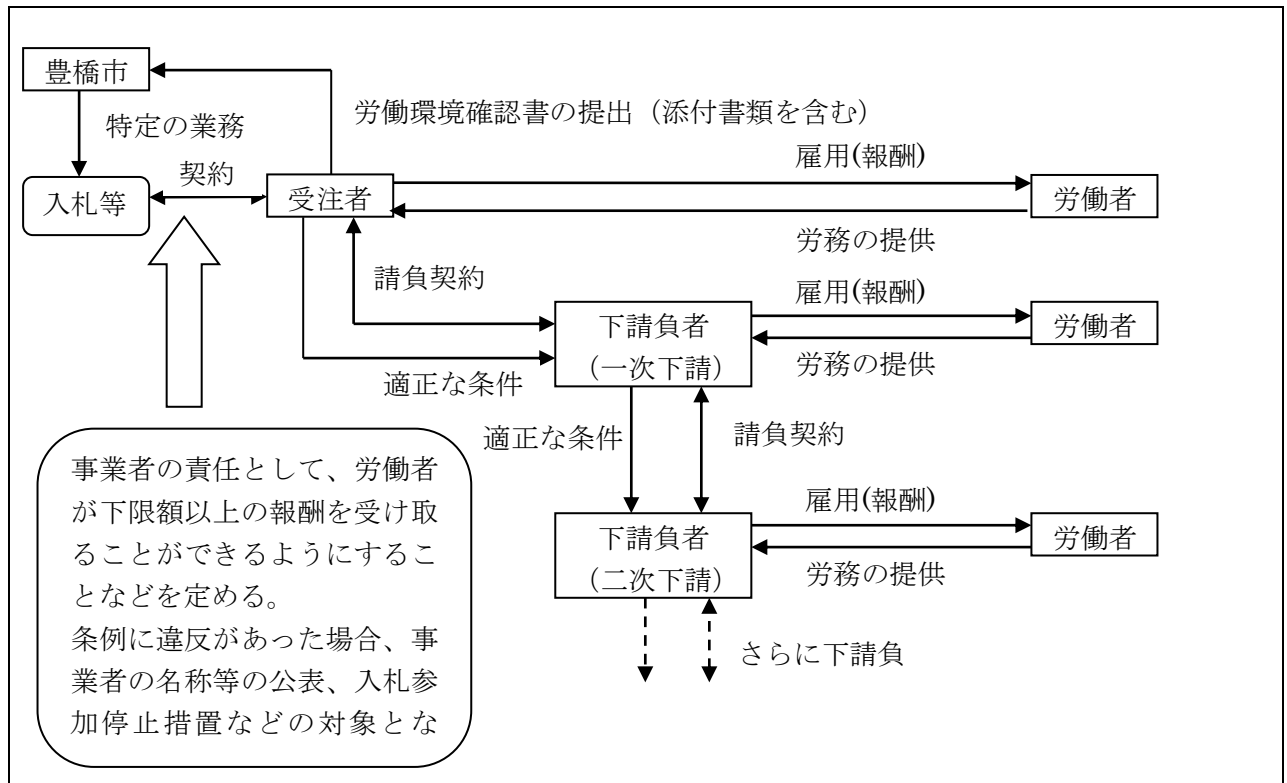 豊橋市
労働環境確認書の提出（添付書類を含む）
特定の業務
雇用(報酬)
契約
入札等
受注者
労働者
労務の提供
請負契約
雇用(報酬)
下請負者
（一次下請）
労働者
労務の提供
適正な条件
適正な条件
請負契約
事業者の責任として、労働者
が下限額以上の報酬を受け取
ることができるようにするこ
となどを定める。
条例に違反があった場合、事
業者の名称等の公表、入札参
加停止措置などの対象とな
雇用(報酬)
下請負者
（二次下請）
労働者
労務の提供
さらに下請負